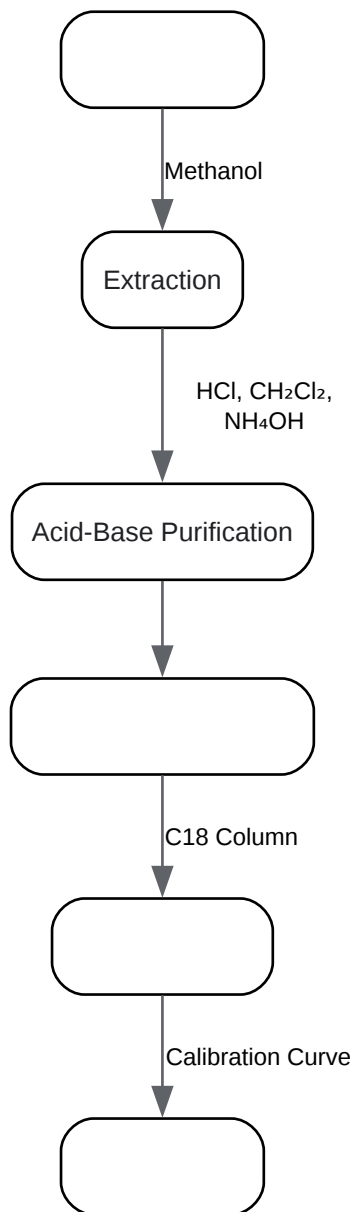 Methanol
Extraction
HCl, CH₂Cl₂,
NH₄OH
Acid-Base Purification
C18 Column
Calibration Curve